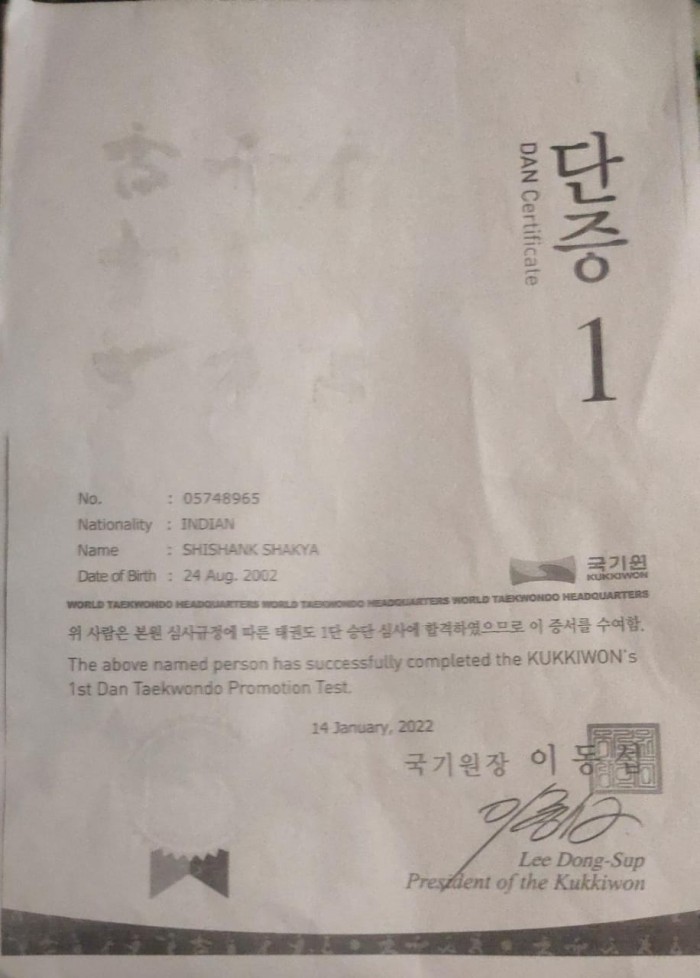 단증
DAN Certificate
1
No. : 05748965
Nationality : INDIAN
Name : SHISHANK SHAKYA
Date of Birth : 24 Aug. 2002
국기원
KUKKIWON
WORLD TAEKWONDO HEADQUARTERS WORLD TAEKWONDO HEADQUARTERS WORLD TAEKWONDO HEADQUARTERS
위 사람은 본원 심사규정에 따른 태권도 1단 승단 심사에 합격하였으므로 이 증서를 수여함.
The above named person has successfully completed the KUKKIWON's
1st Dan Taekwondo Promotion Test.
14 January, 2022
국기원장 이동섭
Lee Dong-Sup
President of the Kukkiwon